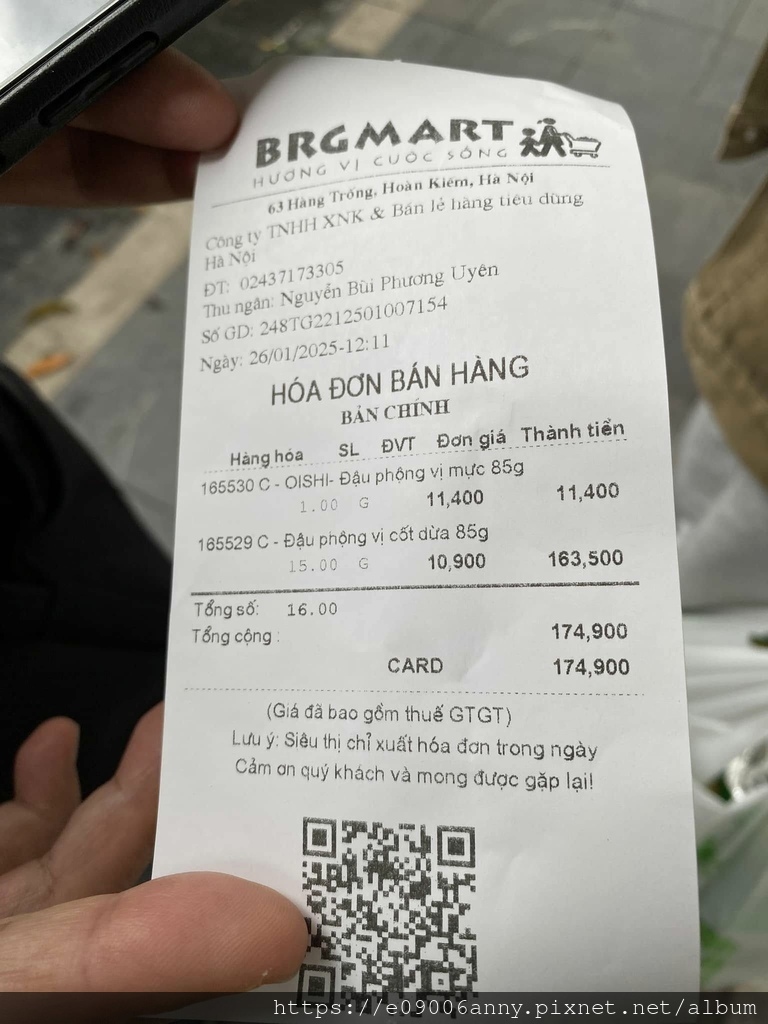 BRGMART
HƯƠNG VỊ CUỘC SỐNG
63 Hàng Trống, Hoàn Kiếm, Hà Nội
Công ty TNHH XNK & Bán lẻ hàng tiêu dùng
Hà Nội
ĐT: 02437173305
Thu ngân: Nguyễn Bùi Phương Uyên
Số GD: 248TG2212501007154
Ngày: 26/01/2025-12:11
HÓA ĐƠN BÁN HÀNG
BẢN CHÍNH
Hàng hóa SL ĐVT Đơn giá Thành tiền
165530 C - OISHI- Đậu phộng vị mực 85g
1.00 G 11,400 11,400
165529 C - Đậu phộng vị cốt dừa 85g
15.00 G 10,900 163,500
Tổng số: 16.00
Tổng cộng : 174,900
CARD 174,900
(Giá đã bao gồm thuế GTGT)
Lưu ý: Siêu thị chỉ xuất hóa đơn trong ngày
Cảm ơn quý khách và mong được gặp lại!
https://e09006anny.pixnet.net/album